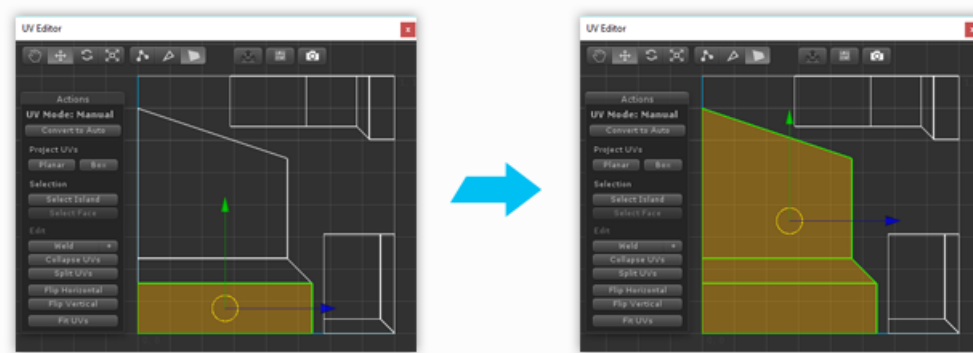 UV Editor
x
Actions
UV Mode: Manual
Convert to Auto
Project UVs
Planar Box
Selection
Select Island
Select Face
Edit
Weld +
Collapse UVs
Split UVs
Flip Horizontal
Flip Vertical
Fit UVs
UV Editor
x
Actions
UV Mode: Manual
Convert to Auto
Project UVs
Planar Box
Selection
Select Island
Select Face
Edit
Weld +
Collapse UVs
Split UVs
Flip Horizontal
Flip Vertical
Fit UVs